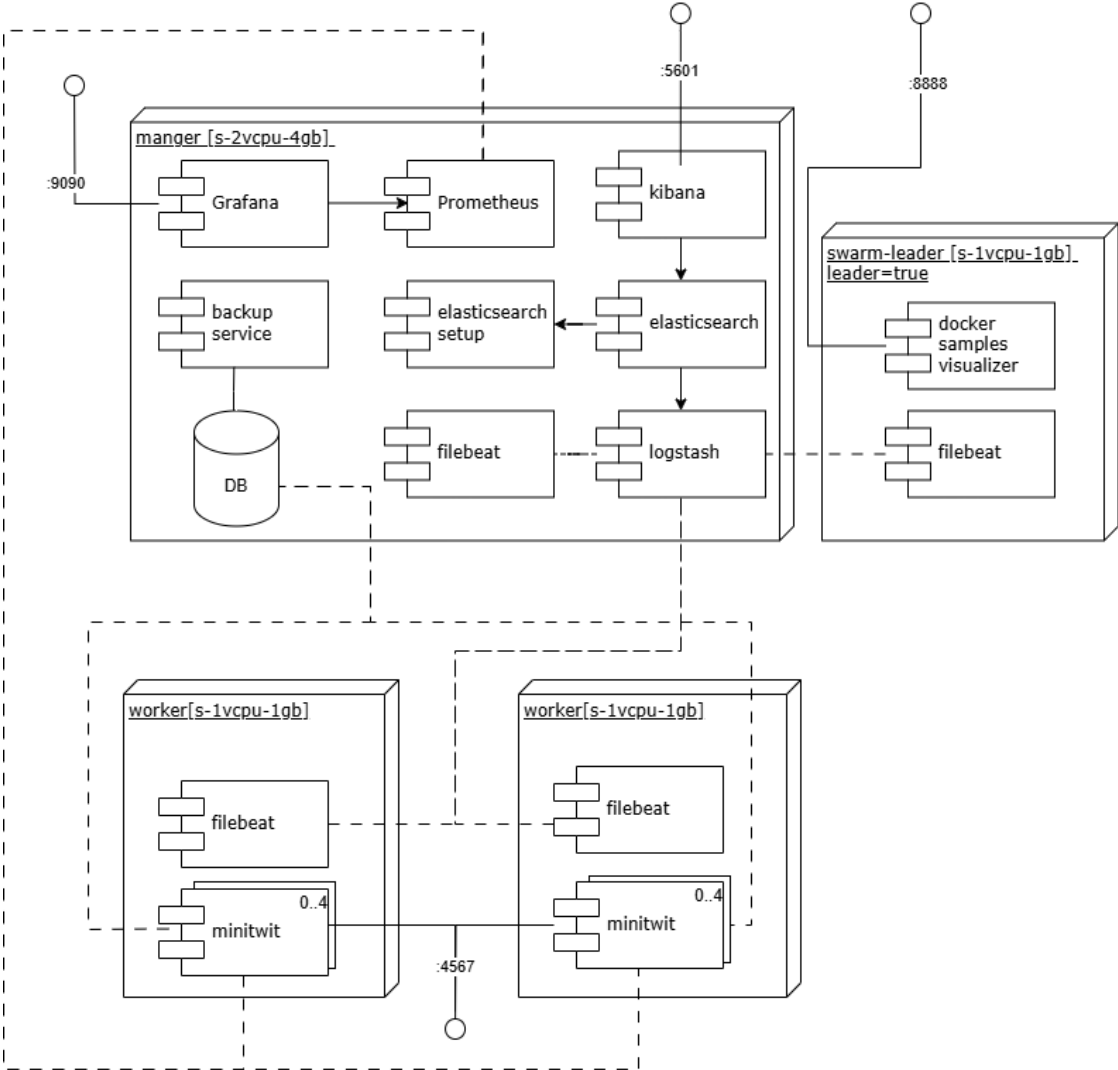 :5601
:8888
manger [s-2vcpu-4gb]
:9090
Grafana
Prometheus
kibana
swarm-leader [s-1vcpu-1gb]
leader=true
backup
service
elasticsearch
setup
elasticsearch
docker
samples
visualizer
filebeat
logstash
filebeat
DB
worker[s-1vcpu-1gb]
worker[s-1vcpu-1gb]
filebeat
filebeat
0..4
minitwit
0..4
minitwit
:4567